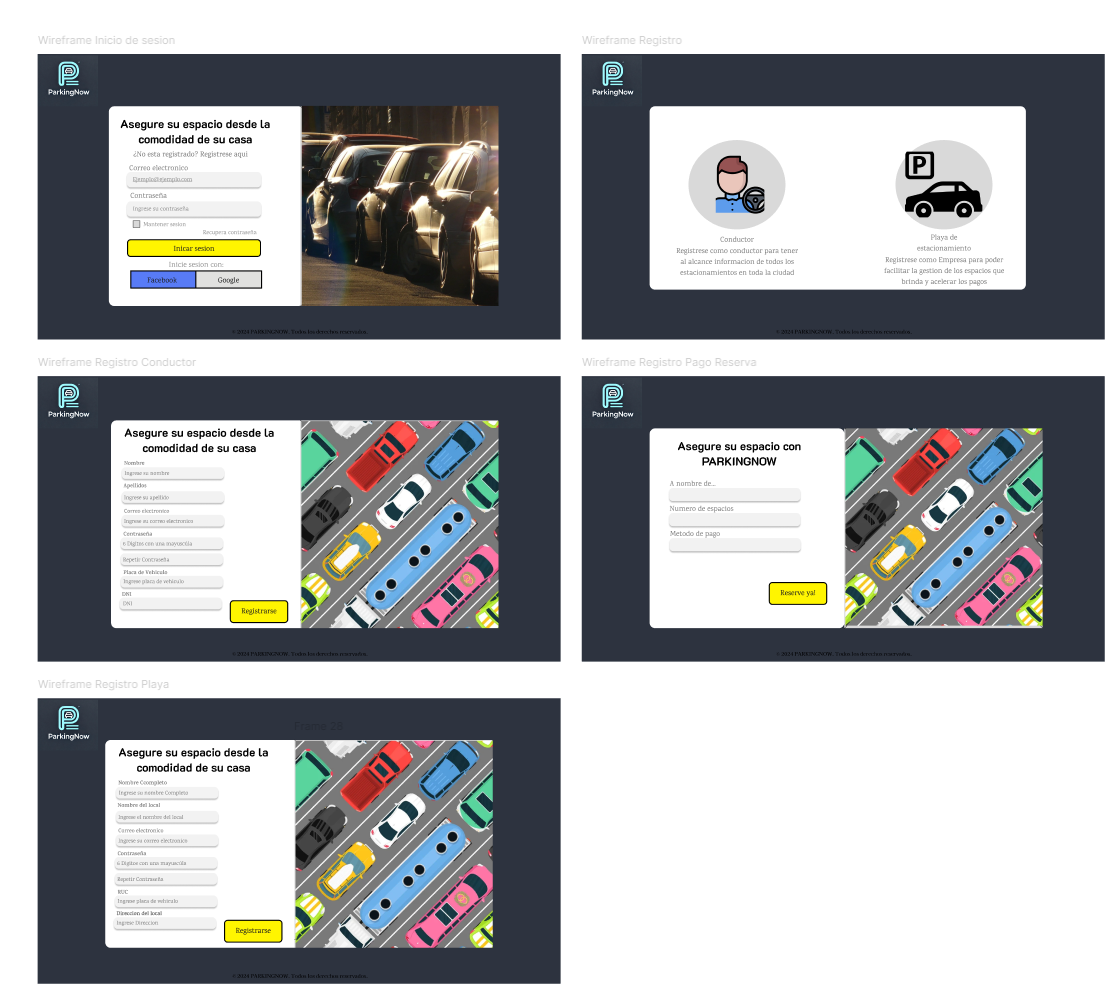 Wireframe Inicio de sesion
ParkingNow
Asegure su espacio desde la
comodidad de su casa
¿No esta registrado? Registrese aqui
Correo electronico
Ejemplo@ejemplo.com
Contraseña
Ingrese su contraseña
Mantener sesion
Recupera contraseña
Inicar sesion
Inicie sesion con:
Facebook
Google
© 2024 PARKINGNOW. Todos los derechos reservados.
Wireframe Registro
ParkingNow
P
Conductor
Registrese como conductor para tener
al alcance informacion de todos los
estacionamientos en toda la ciudad
Playa de
estacionamiento
Registrese como Empresa para poder
facilitar la gestion de los espacios que
brinda y acelerar los pagos
© 2024 PARKINGNOW. Todos los derechos reservados.
Wireframe Registro Conductor
ParkingNow
Asegure su espacio desde la
comodidad de su casa
Nombre
Ingrese su nombre
Apellidos
Ingrese su apellido
Correo electronico
Ingrese su correo electronico
Contraseña
6 Digitos con una mayuscúla
Repetir Contraseña
Placa de Vehiculo
Ingrese placa de vehiculo
DNI
DNI
Registrarse
© 2024 PARKINGNOW. Todos los derechos reservados.
Wireframe Registro Pago Reserva
ParkingNow
Asegure su espacio con
PARKINGNOW
A nombre de...
Numero de espacios
Metodo de pago
Reserve ya!
© 2024 PARKINGNOW. Todos los derechos reservados.
Wireframe Registro Playa
ParkingNow
Frame 28
Asegure su espacio desde la
comodidad de su casa
Nombre Ccompleto
Ingrese su nombre Completo
Nombre del local
Ingrese el nombre del local
Correo electronico
Ingrese su correo electronico
Contraseña
6 Digitos con una mayuscúla
Repetir Contraseña
RUC
Ingrese placa de vehiculo
Direccion del local
Ingrese Direccion
Registrarse
© 2024 PARKINGNOW. Todos los derechos reservados.